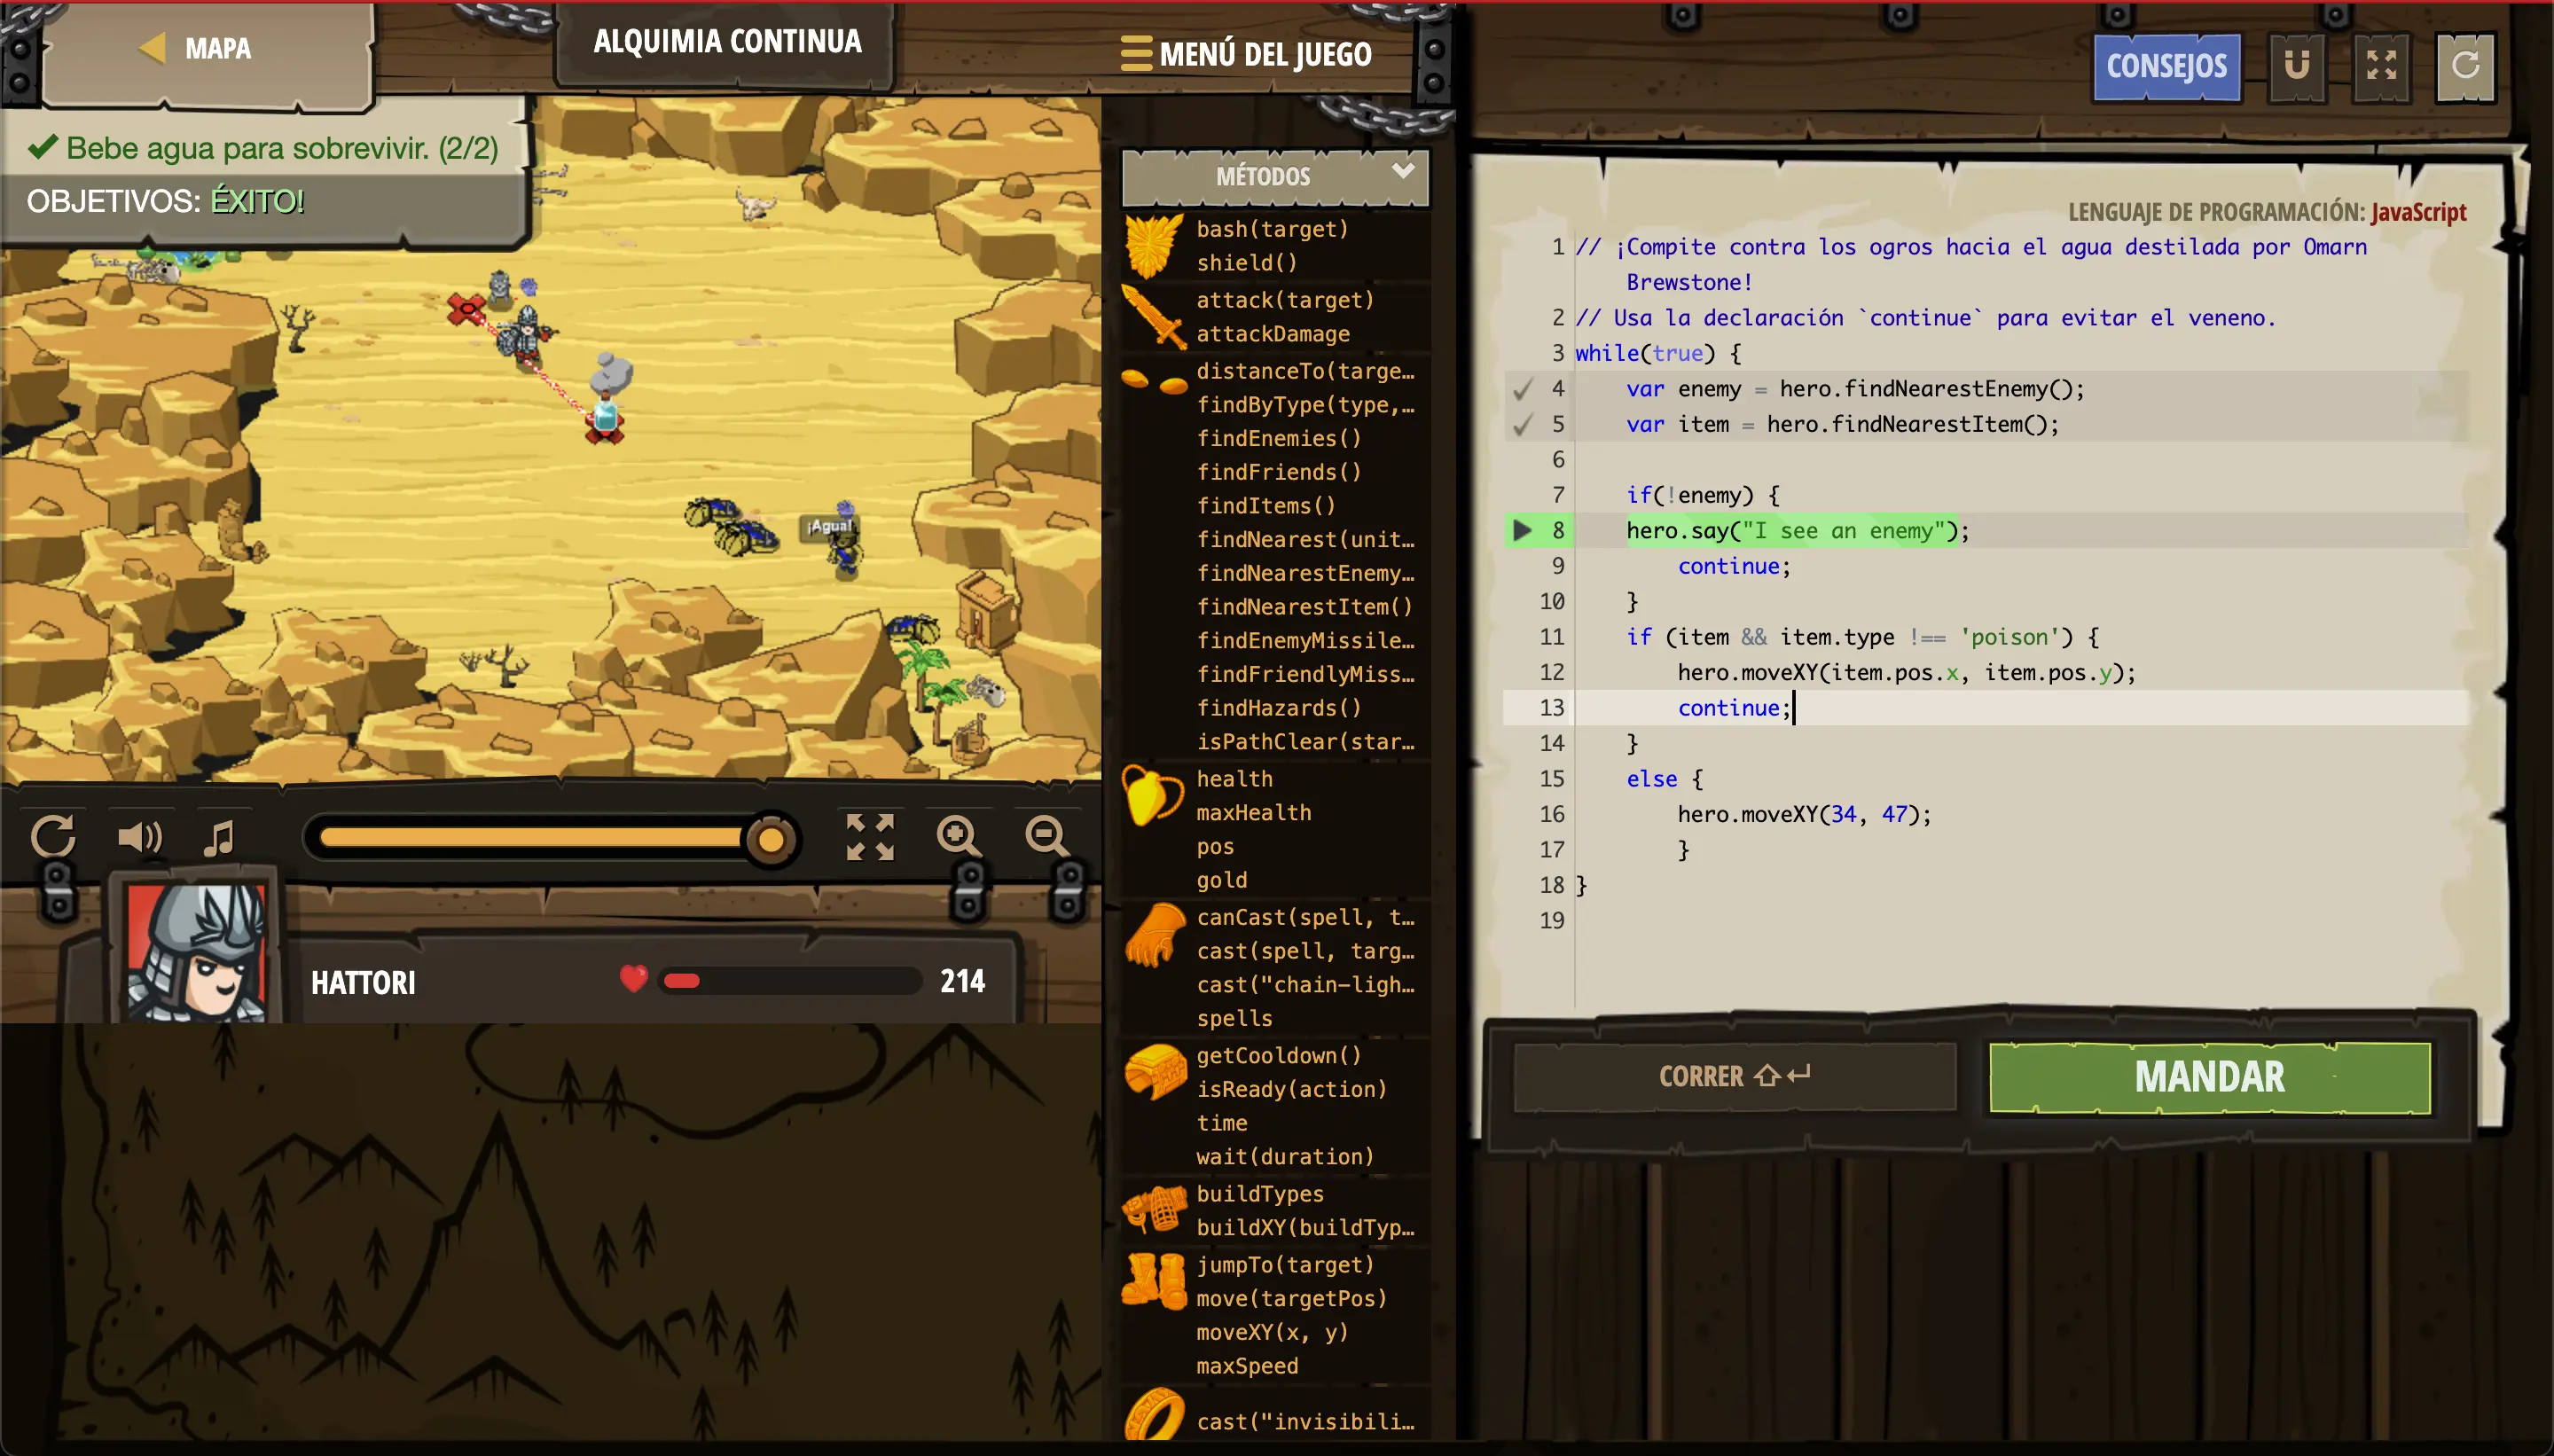 MAPA
ALQUIMIA CONTINUA
MENÚ DEL JUEGO
CONSEJOS
Bebe agua para sobrevivir. (2/2)
OBJETIVOS: ÉXITO!
¡Agua!
HATTORI
214
MÉTODOS
bash(target)
shield()
attack(target)
attackDamage
distanceTo(targe…
findByType(type,…
findEnemies()
findFriends()
findItems()
findNearest(unit…
findNearestEnemy…
findNearestItem()
findEnemyMissile…
findFriendlyMiss…
findHazards()
isPathClear(star…
health
maxHealth
pos
gold
canCast(spell, t…
cast(spell, targ…
cast("chain-ligh…
spells
getCooldown()
isReady(action)
time
wait(duration)
buildTypes
buildXY(buildTyp…
jumpTo(target)
move(targetPos)
moveXY(x, y)
maxSpeed
cast("invisibili…
LENGUAJE DE PROGRAMACIÓN: JavaScript
1 // ¡Compite contra los ogros hacia el agua destilada por Omarn
Brewstone!
2 // Usa la declaración `continue` para evitar el veneno.
3 while(true) {
4 var enemy = hero.findNearestEnemy();
5 var item = hero.findNearestItem();
6
7 if(!enemy) {
8 hero.say("I see an enemy");
9 continue;
10 }
11 if (item && item.type !== 'poison') {
12 hero.moveXY(item.pos.x, item.pos.y);
13 continue;
14 }
15 else {
16 hero.moveXY(34, 47);
17 }
18 }
19
CORRER
MANDAR